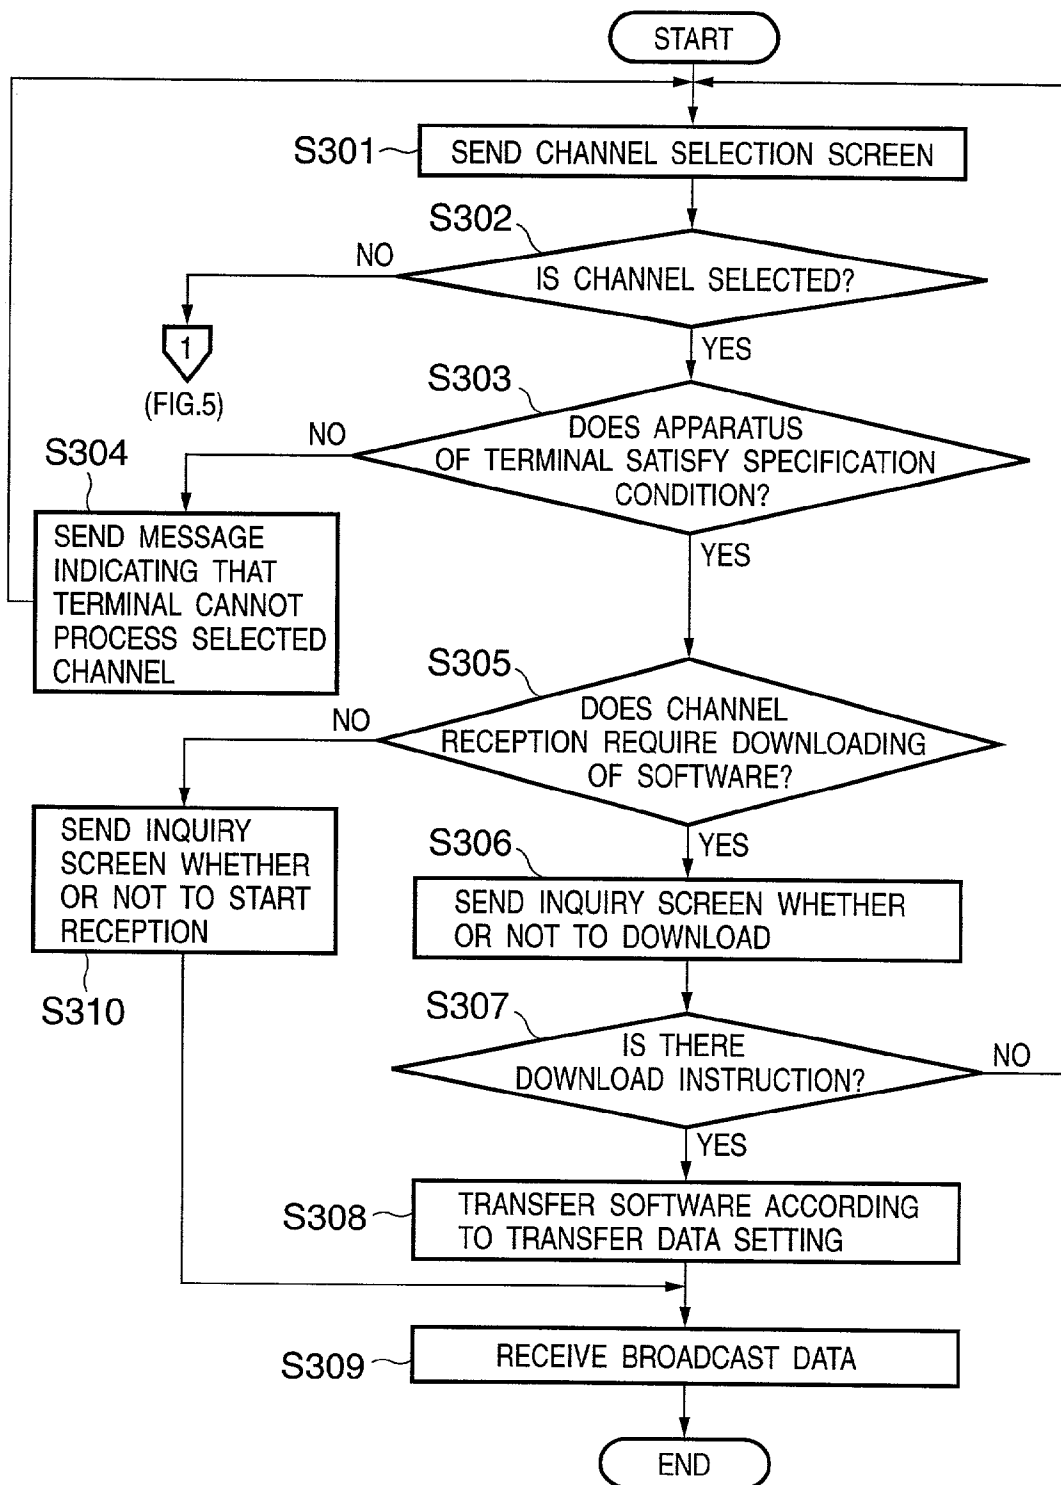 START
S301
SEND CHANNEL SELECTION SCREEN
S302
NO
IS CHANNEL SELECTED?
1
(FIG.5)
YES
S303
NO
DOES APPARATUS
OF TERMINAL SATISFY SPECIFICATION
CONDITION?
S304
SEND MESSAGE
INDICATING THAT
TERMINAL CANNOT
PROCESS SELECTED
CHANNEL
YES
S305
NO
DOES CHANNEL
RECEPTION REQUIRE DOWNLOADING
OF SOFTWARE?
SEND INQUIRY
SCREEN WHETHER
OR NOT TO START
RECEPTION
S310
YES
S306
SEND INQUIRY SCREEN WHETHER
OR NOT TO DOWNLOAD
S307
IS THERE
DOWNLOAD INSTRUCTION?
NO
YES
S308
TRANSFER SOFTWARE ACCORDING
TO TRANSFER DATA SETTING
S309
RECEIVE BROADCAST DATA
END